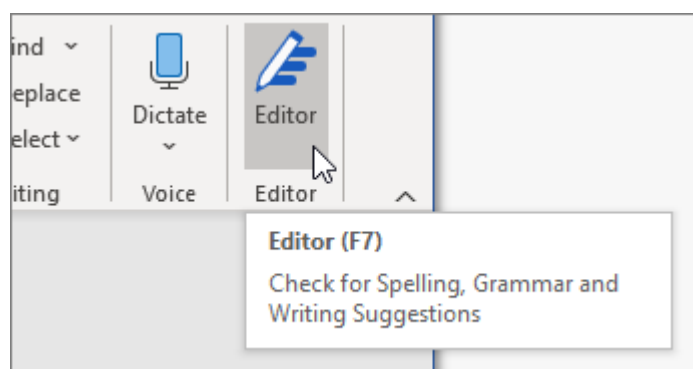 ind
eplace
elect
iting
Dictate
Voice
Editor
Editor
Editor (F7)
Check for Spelling, Grammar and
Writing Suggestions